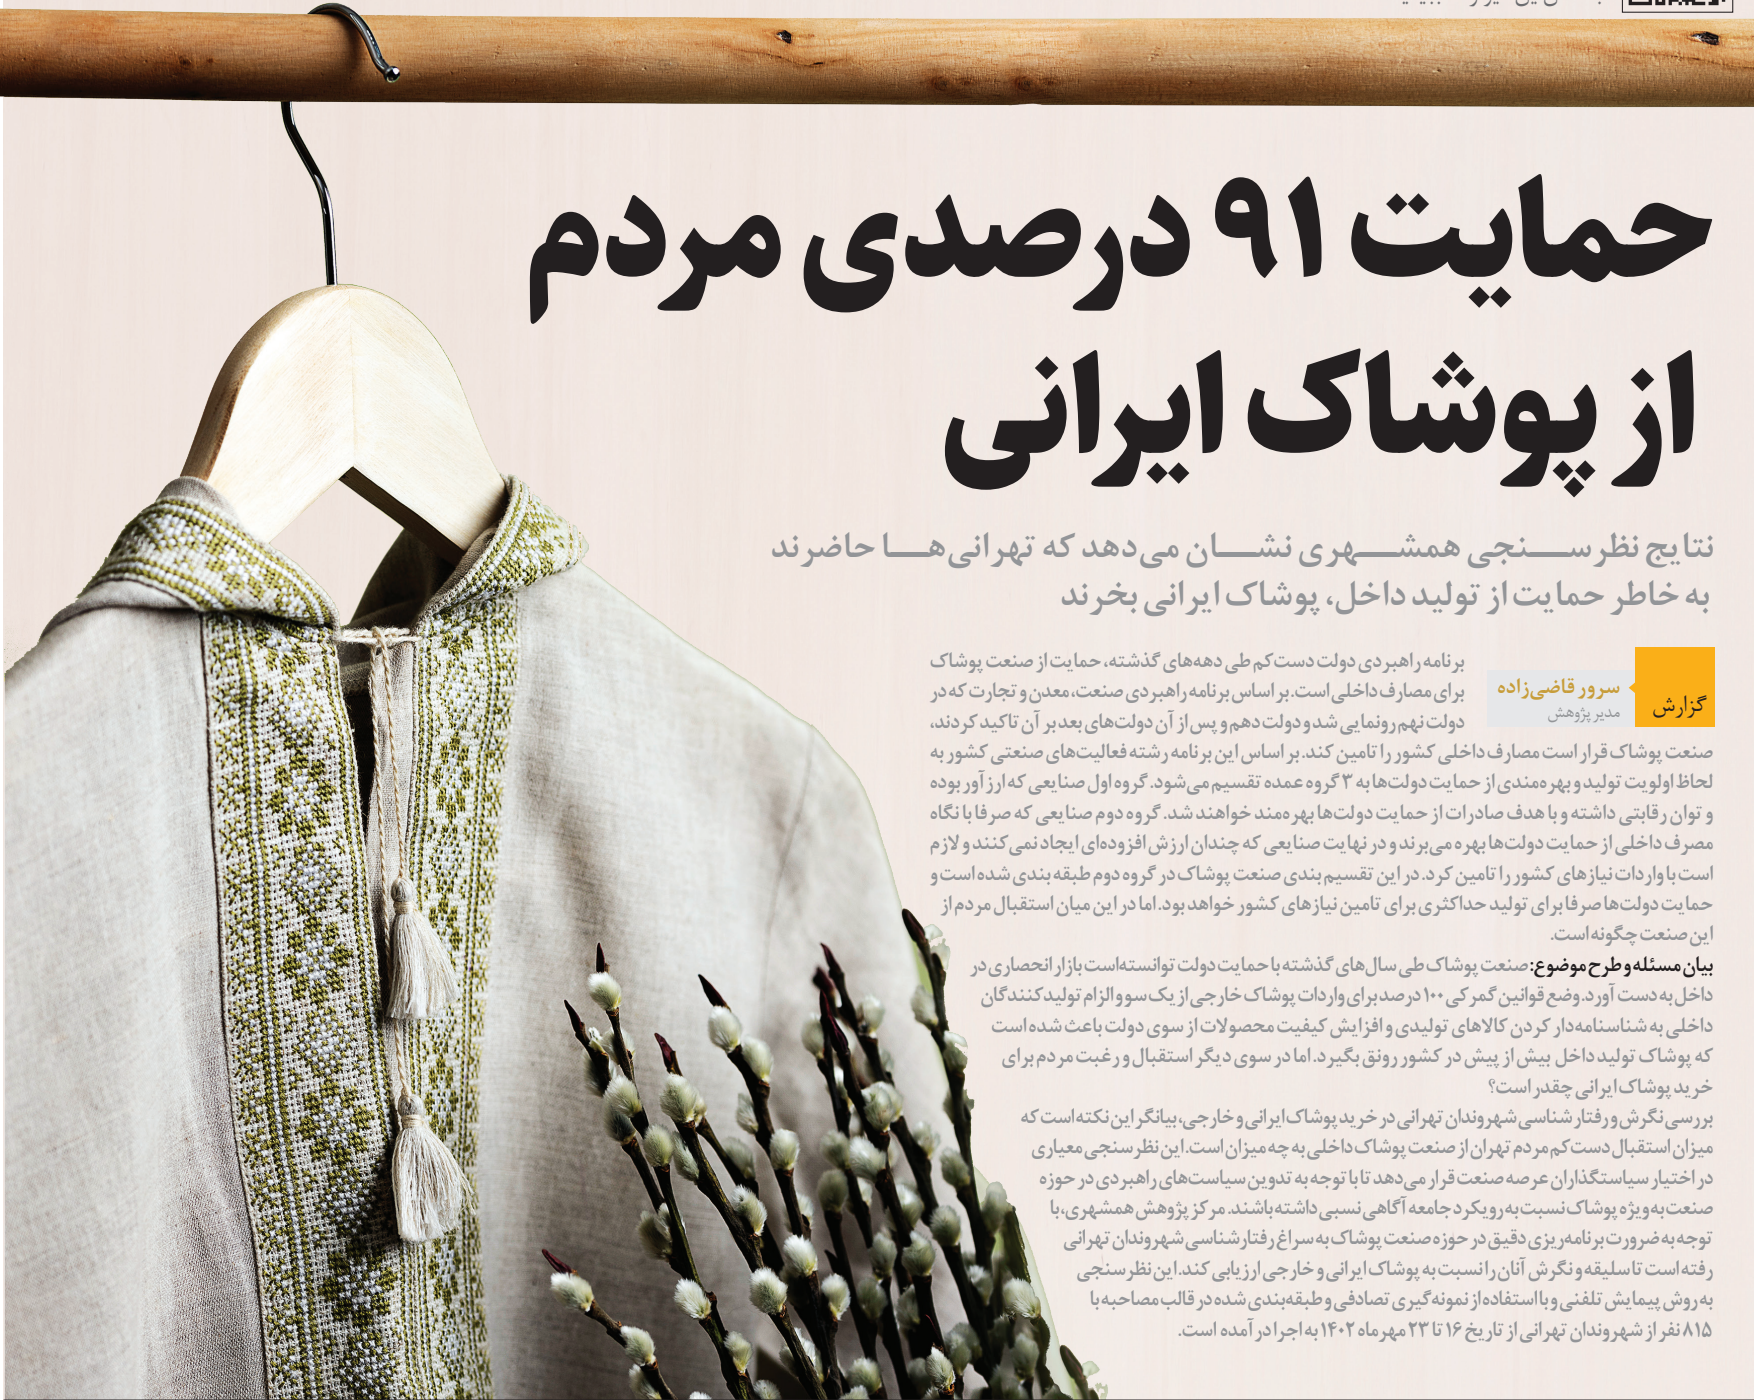 حمایت ۹۱ درصدی مردم
از پوشاک ایرانی
نتایج نظرسنجی همشهری نشان می‌دهد که تهرانی‌ها حاضرند
به خاطر حمایت از تولید داخل، پوشاک ایرانی بخرند
گزارش
سرور قاضی‌زاده
مدیر پژوهش
برنامه راهبردی دولت دست‌کم طی دهه‌های گذشته، حمایت از صنعت پوشاک
برای مصارف داخلی است. بر اساس برنامه راهبردی صنعت، معدن و تجارت که در
دولت نهم رونمایی شد و دولت دهم و پس از آن دولت‌های بعد بر آن تاکید کردند،
صنعت پوشاک قرار است مصارف داخلی کشور را تامین کند. بر اساس این برنامه رشته فعالیت‌های صنعتی کشور به
لحاظ اولویت تولید و بهره‌مندی از حمایت دولت‌ها به ۳ گروه عمده تقسیم می‌شود. گروه اول صنایعی که ارزآور بوده
و توان رقابتی داشته و با هدف صادرات از حمایت دولت‌ها بهره‌مند خواهند شد. گروه دوم صنایعی که صرفا با نگاه
مصرف داخلی از حمایت دولت‌ها بهره می‌برند و در نهایت صنایعی که چندان ارزش افزوده‌ای ایجاد نمی‌کنند و لازم
است با واردات نیازهای کشور را تامین کرد. در این تقسیم‌بندی صنعت پوشاک در گروه دوم طبقه‌بندی شده است و
حمایت دولت‌ها صرفا برای تولید حداکثری برای تامین نیازهای کشور خواهد بود. اما در این میان استقبال مردم از
این صنعت چگونه است.
بیان مسئله و طرح موضوع: صنعت پوشاک طی سال‌های گذشته با حمایت دولت توانسته است بازار انحصاری در
داخل به دست آورد. وضع قوانین گمرکی ۱۰۰ درصد برای واردات پوشاک خارجی از یک سو و الزام تولیدکنندگان
داخلی به شناسنامه‌دار کردن کالاهای تولیدی و افزایش کیفیت محصولات از سوی دولت باعث شده است
که پوشاک تولید داخل بیش از پیش در کشور رونق بگیرد. اما در سوی دیگر استقبال و رغبت مردم برای
خرید پوشاک ایرانی چقدر است؟
بررسی نگرش و رفتارشناسی شهروندان تهرانی در خرید پوشاک ایرانی و خارجی، بیانگر این نکته است که
میزان استقبال دست‌کم مردم تهران از صنعت پوشاک داخلی به چه میزان است. این نظرسنجی معیاری
در اختیار سیاستگذاران عرصه صنعت قرار می‌دهد تا با توجه به تدوین سیاست‌های راهبردی در حوزه
صنعت به‌ویژه پوشاک نسبت به رویکرد جامعه آگاهی نسبی داشته باشند. مرکز پژوهش همشهری، با
توجه به ضرورت برنامه‌ریزی دقیق در حوزه صنعت پوشاک به سراغ رفتارشناسی شهروندان تهرانی
رفته است تا سلیقه و نگرش آنان را نسبت به پوشاک ایرانی و خارجی ارزیابی کند. این نظرسنجی
به روش پیمایش تلفنی و با استفاده از نمونه‌گیری تصادفی و طبقه‌بندی شده در قالب مصاحبه با
۸۱۵ نفر از شهروندان تهرانی از تاریخ ۱۶ تا ۲۳ مهر ماه ۱۴۰۲ به اجرا در آمده است.